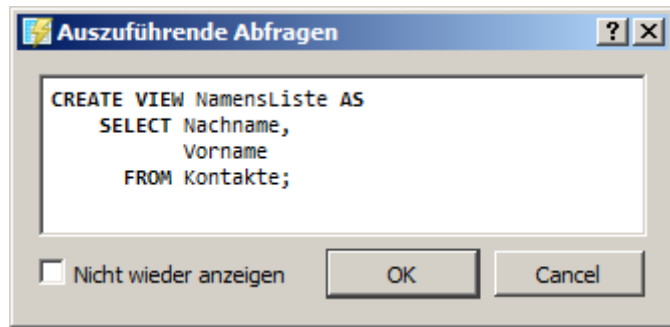 Auszuführende Abfragen
CREATE VIEW NamensListe AS
SELECT Nachname,
Vorname
FROM Kontakte;
Nicht wieder anzeigen
OK
Cancel